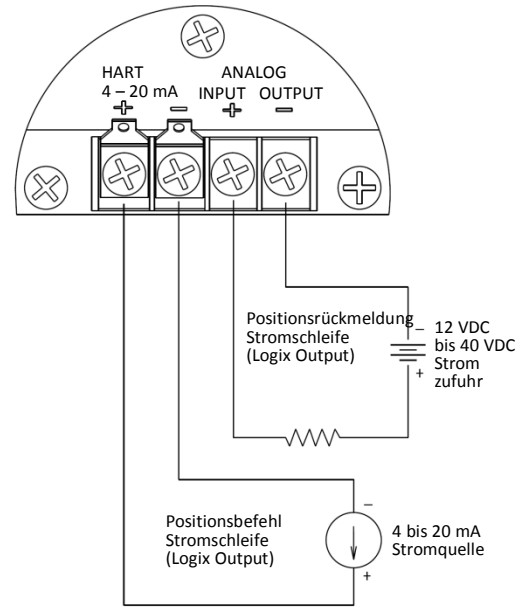 HART
4 – 20 mA
ANALOG
INPUT OUTPUT
+ – + –
Positionsrückmeldung
Stromschleife
(Logix Output)
–
12 VDC
bis 40 VDC
Strom
zufuhr
+
Positionsbefehl
Stromschleife
(Logix Output)
–
4 bis 20 mA
Stromquelle
+